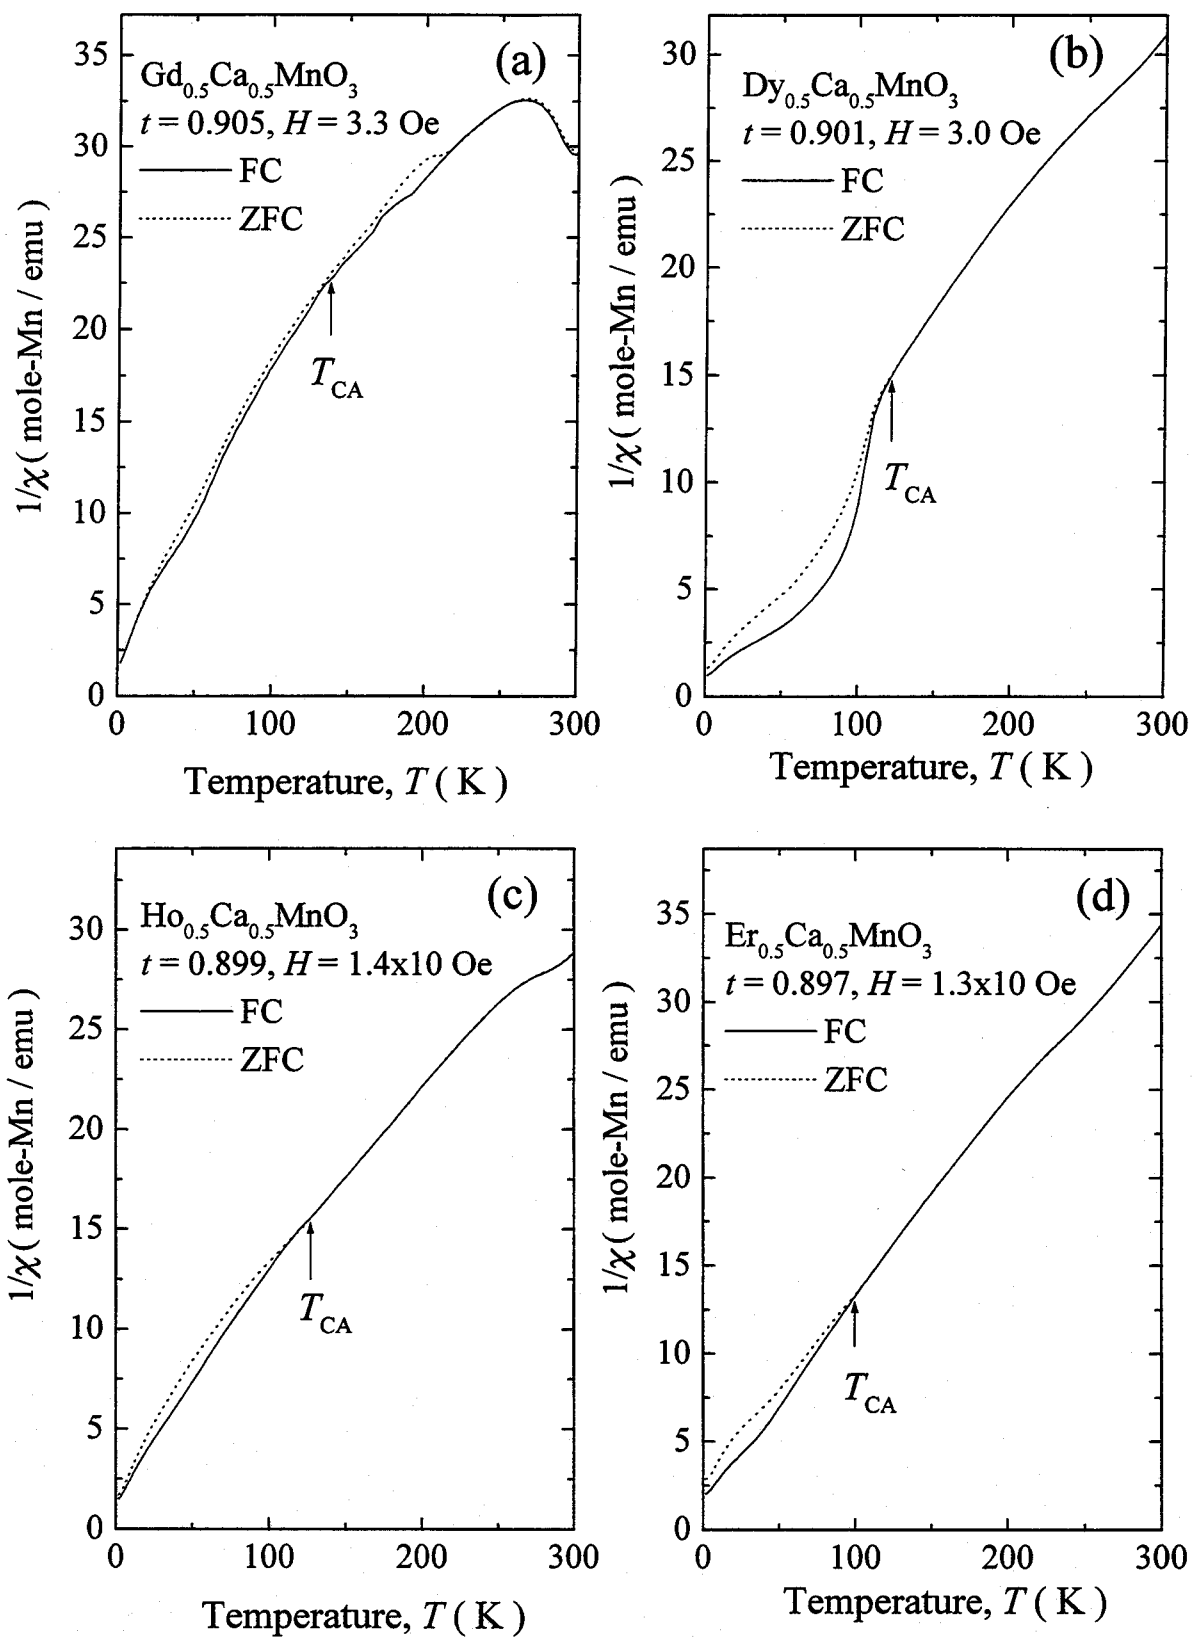 (a)
Gd0.5Ca0.5MnO3
t = 0.905, H = 3.3 Oe
FC
ZFC
TCA
35
30
25
20
15
10
5
0
0 100 200 300
1/χ ( mole-Mn / emu )
Temperature, T ( K )
(b)
Dy0.5Ca0.5MnO3
t = 0.901, H = 3.0 Oe
FC
ZFC
TCA
30
25
20
15
10
5
0
0 100 200 300
1/χ ( mole-Mn / emu )
Temperature, T ( K )
(c)
Ho0.5Ca0.5MnO3
t = 0.899, H = 1.4x10 Oe
FC
ZFC
TCA
30
25
20
15
10
5
0
0 100 200 300
1/χ ( mole-Mn / emu )
Temperature, T ( K )
(d)
Er0.5Ca0.5MnO3
t = 0.897, H = 1.3x10 Oe
FC
ZFC
TCA
35
30
25
20
15
10
5
0
0 100 200 300
1/χ ( mole-Mn / emu )
Temperature, T ( K )